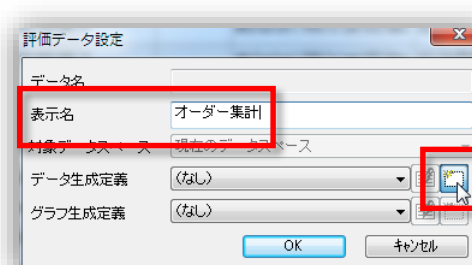 評価データ設定
データ名
表示名 オーダー集計
対象データスペース 現在のデータスペース
データ生成定義 (なし)
グラフ生成定義 (なし)
OK キャンセル